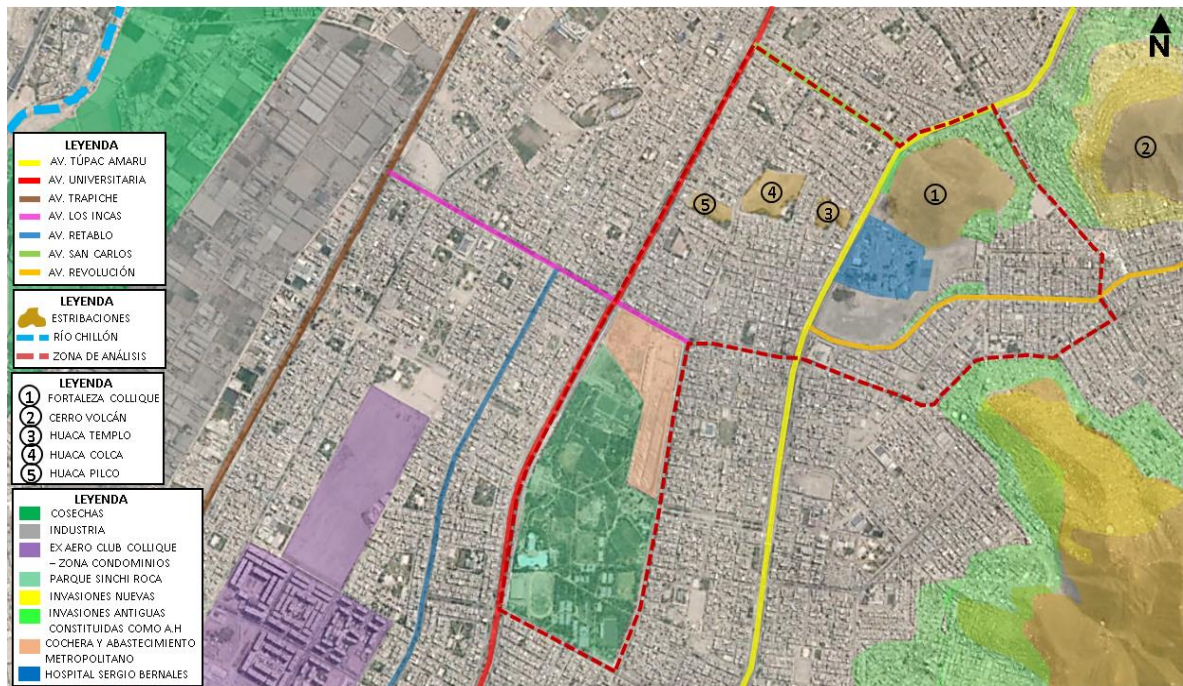 N
LEYENDA
AV. TÚPAC AMARU
AV. UNIVERSITARIA
AV. TRAPICHE
AV. LOS INCAS
AV. RETABLO
AV. SAN CARLOS
AV. REVOLUCIÓN
LEYENDA
ESTRIBACIONES
RÍO CHILLÓN
ZONA DE ANÁLISIS
LEYENDA
1 FORTALEZA COLLIQUE
2 CERRO VOLCÁN
3 HUACA TEMPLO
4 HUACA COLCA
5 HUACA PILCO
LEYENDA
COSECHAS
INDUSTRIA
EX AERO CLUB COLLIQUE
– ZONA CONDOMINIOS
PARQUE SINCHI ROCA
INVASIONES NUEVAS
INVASIONES ANTIGUAS
CONSTITUIDAS COMO A.H
COCHERA Y ABASTECIMIENTO
METROPOLITANO
HOSPITAL SERGIO BERNALES
2
4
1
5
3